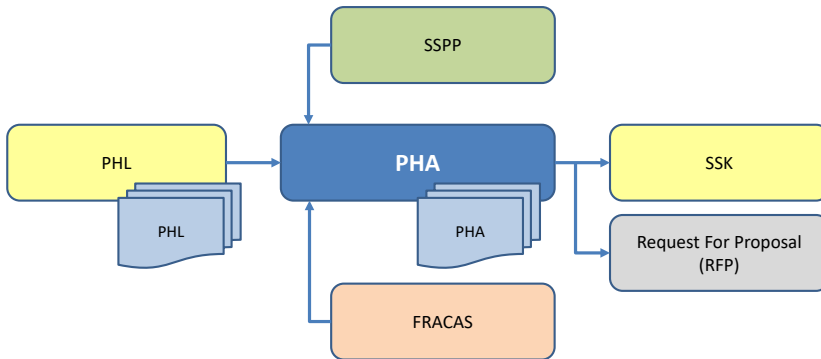 SSPP
PHL
PHA
SSK
PHL
PHA
Request For Proposal
(RFP)
FRACAS